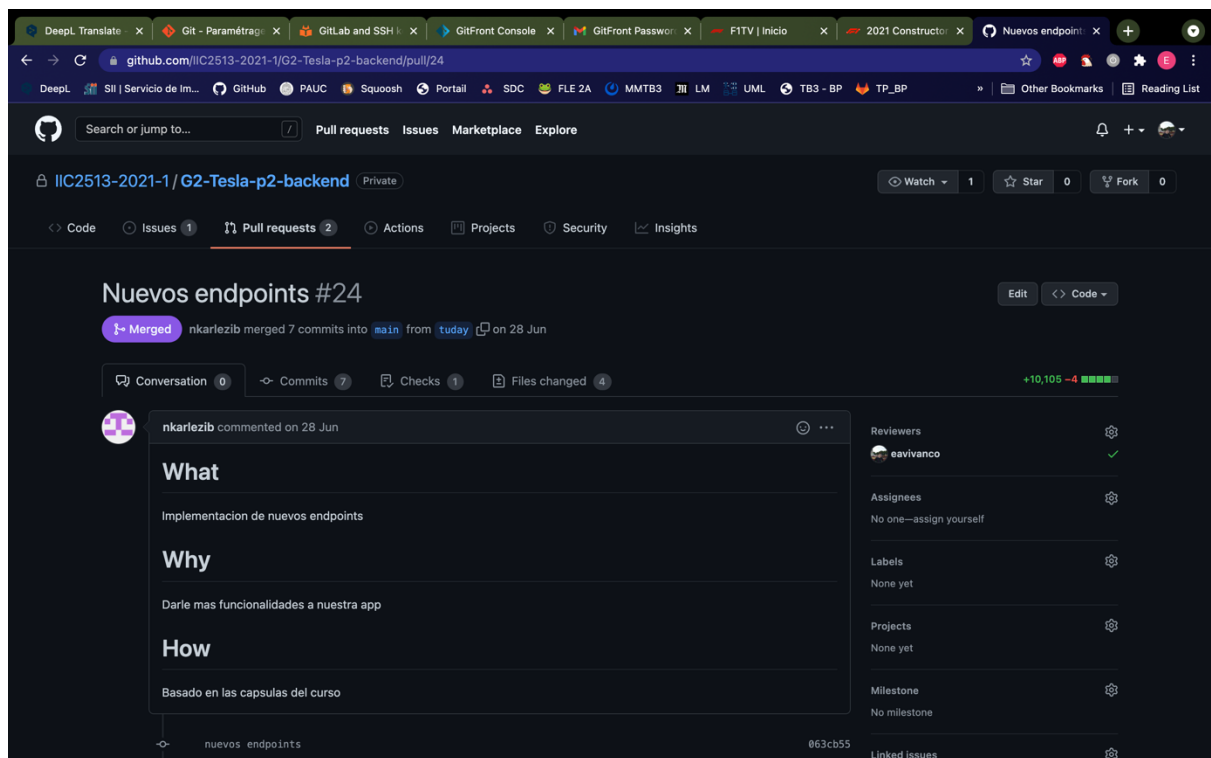 DeepL Translate - Git - Paramétrage GitLab and SSH k GitFront Console GitFront Passwor F1TV | Inicio 2021 Constructor Nuevos endpoint
github.com/IIC2513-2021-1/G2-Tesla-p2-backend/pull/24 ABP E
DeepL SII | Servicio de Im... GitHub PAUC Squoosh Portail SDC FLE 2A MMTB3 LM UML TB3 - BP TP_BP » Other Bookmarks Reading List
Search or jump to... / Pull requests Issues Marketplace Explore
IIC2513-2021-1 / G2-Tesla-p2-backend Private Watch 1 Star 0 Fork 0
Code Issues 1 Pull requests 2 Actions Projects Security Insights
Nuevos endpoints #24 Edit Code
Merged nkarlezib merged 7 commits into main from tuday on 28 Jun
Conversation 0 Commits 7 Checks 1 Files changed 4 +10,105 −4
nkarlezib commented on 28 Jun
What
Implementacion de nuevos endpoints
Why
Darle mas funcionalidades a nuestra app
How
Basado en las capsulas del curso
nuevos endpoints 063cb55
Reviewers
eavivanco
Assignees
No one—assign yourself
Labels
None yet
Projects
None yet
Milestone
No milestone
Linked issues